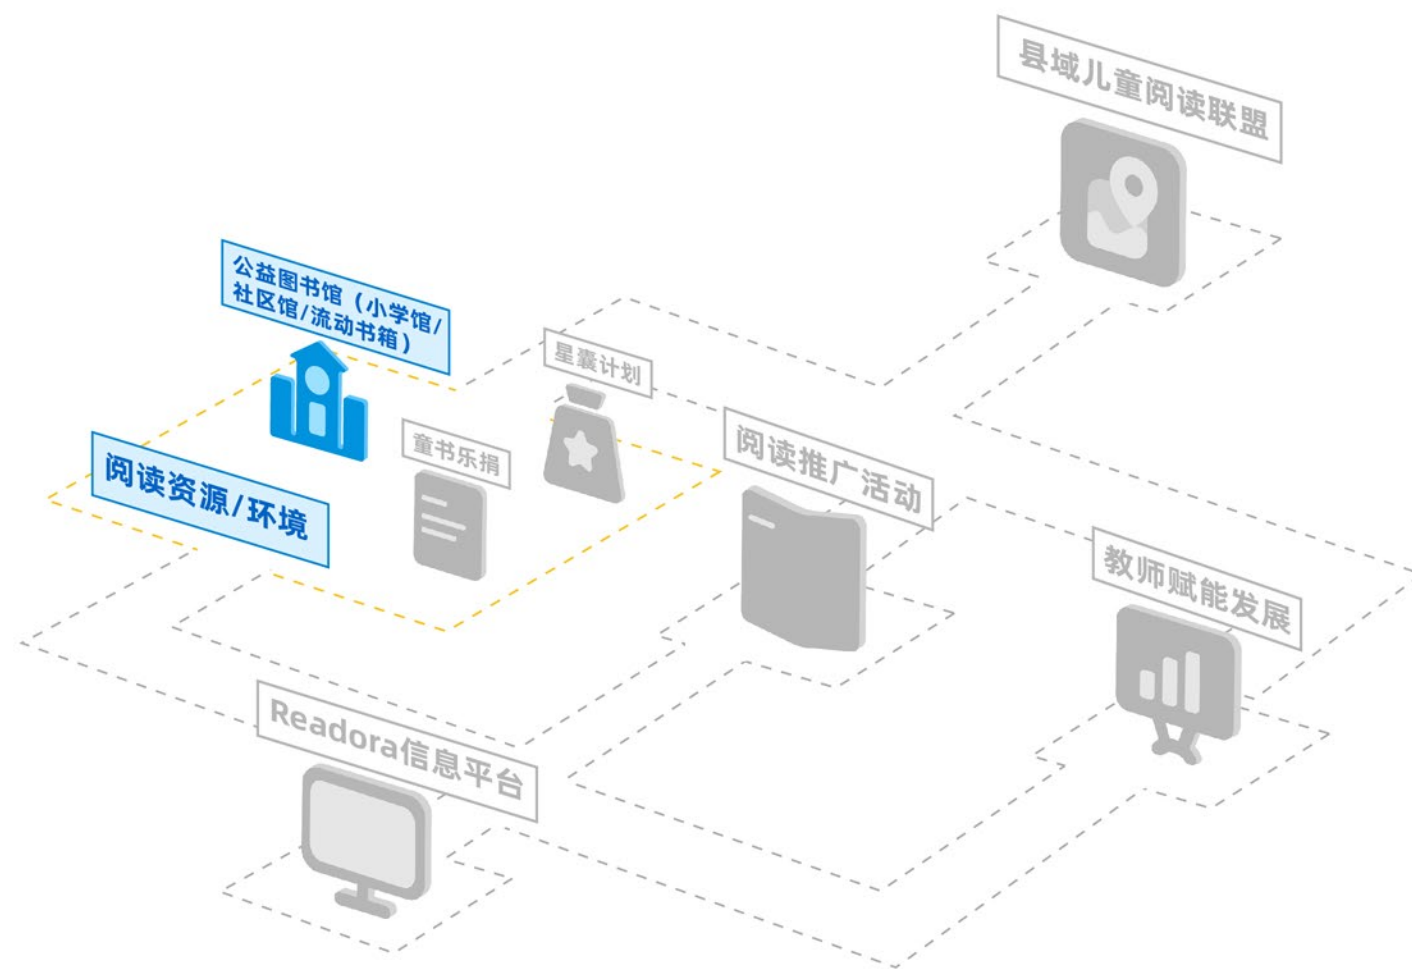 县域儿童阅读联盟
公益图书馆（小学馆/
社区馆/流动书箱）
星囊计划
童书乐捐
阅读资源/环境
阅读推广活动
教师赋能发展
Readora信息平台